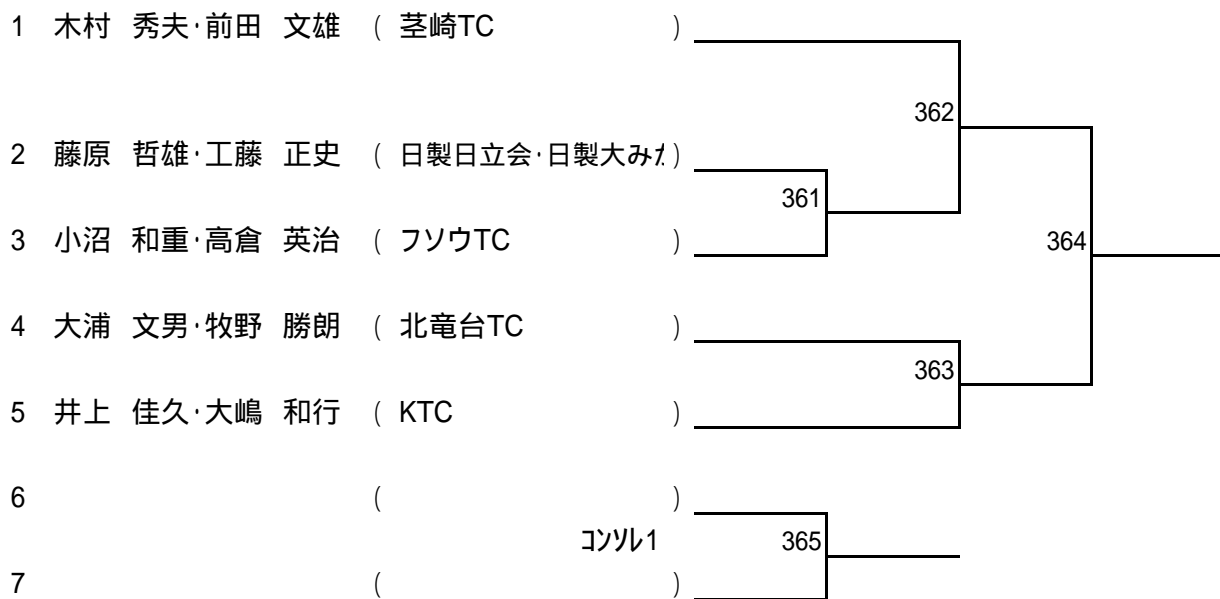 1 木村 秀夫・前田 文雄 ( 茎崎TC )
362
2 藤原 哲雄・工藤 正史 ( 日製日立会・日製大みか )
361
3 小沼 和重・高倉 英治 ( フソウTC )
364
4 大浦 文男・牧野 勝朗 ( 北竜台TC )
363
5 井上 佳久・大嶋 和行 ( KTC )
6 ( )
コンソレ1 365
7 ( )